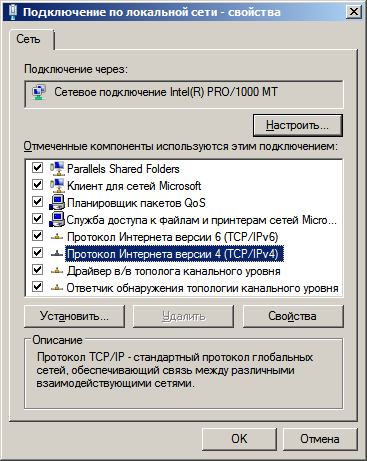 Подключение по локальной сети - свойства
Сеть
Подключение через:
Сетевое подключение Intel(R) PRO/1000 MT
Настроить...
Отмеченные компоненты используются этим подключением:
Parallels Shared Folders
Клиент для сетей Microsoft
Планировщик пакетов QoS
Служба доступа к файлам и принтерам сетей Micro...
Протокол Интернета версии 6 (TCP/IPv6)
Протокол Интернета версии 4 (TCP/IPv4)
Драйвер в/в тополога канального уровня
Ответчик обнаружения топологии канального уровня
Установить...
Удалить
Свойства
Описание
Протокол TCP/IP - стандартный протокол глобальных
сетей, обеспечивающий связь между различными
взаимодействующими сетями.
OK
Отмена